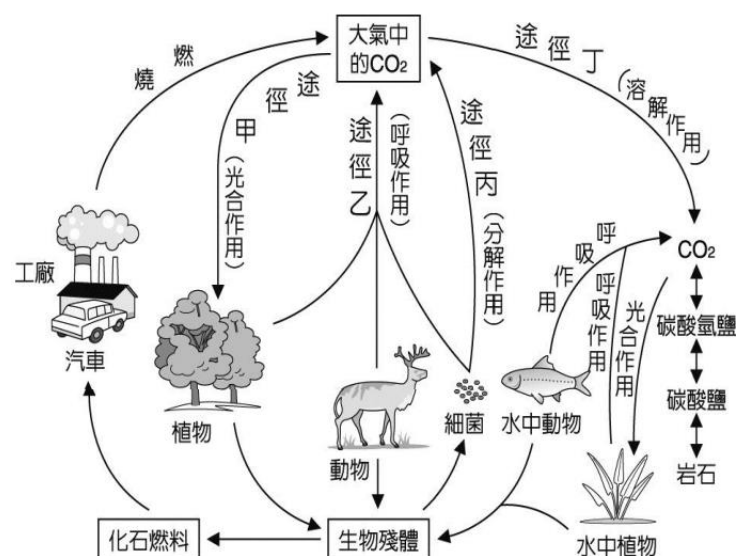 大氣中
的CO₂
燃燒
途徑甲(光合作用)
途徑乙
(呼吸作用)
途徑丙(分解作用)
途徑丁(溶解作用)
工廠
汽車
植物
動物
細菌
水中動物
呼吸作用
呼吸作用
光合作用
CO₂
碳酸氫鹽
碳酸鹽
岩石
水中植物
化石燃料
生物殘體